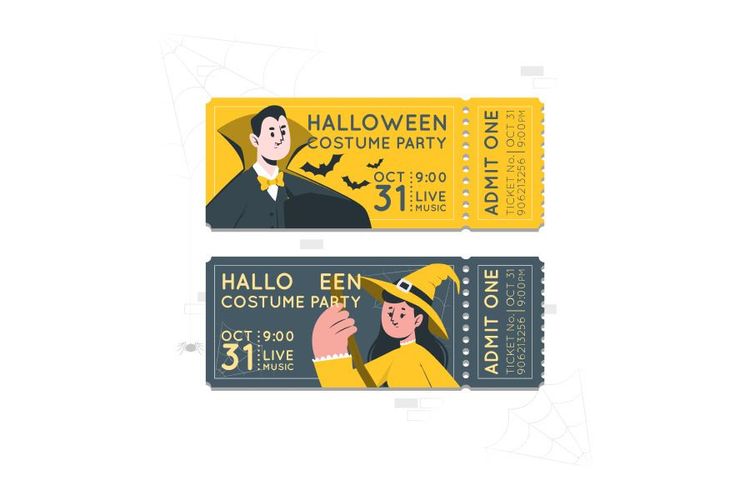 HALLOWEEN
COSTUME PARTY
OCT 9:00
31 LIVE
MUSIC
ADMIT ONE
TICKET No. OCT 31
906213256 9:00PM
HALLO EEN
COSTUME PARTY
OCT 9:00
31 LIVE
MUSIC
ADMIT ONE
TICKET No. OCT 31
906213256 9:00PM